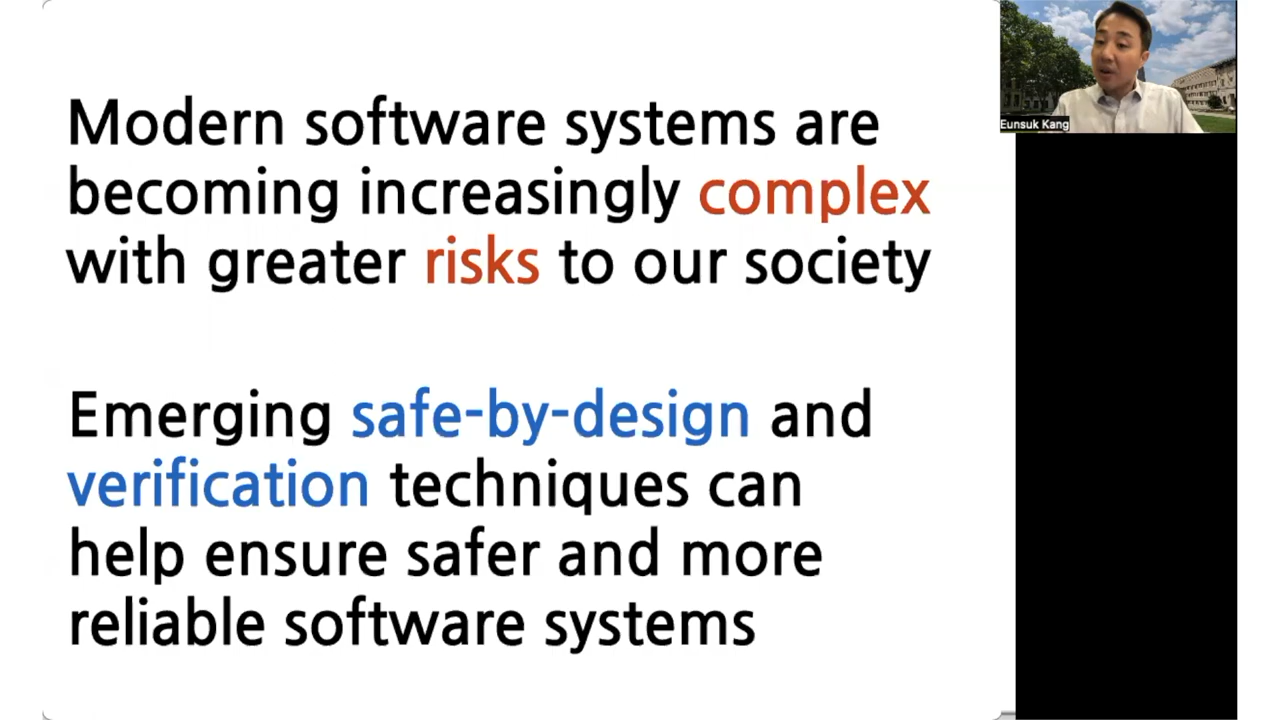 Modern software systems are
becoming increasingly complex
with greater risks to our society
Emerging safe-by-design and
verification techniques can
help ensure safer and more
reliable software systems
Eunsuk Kang